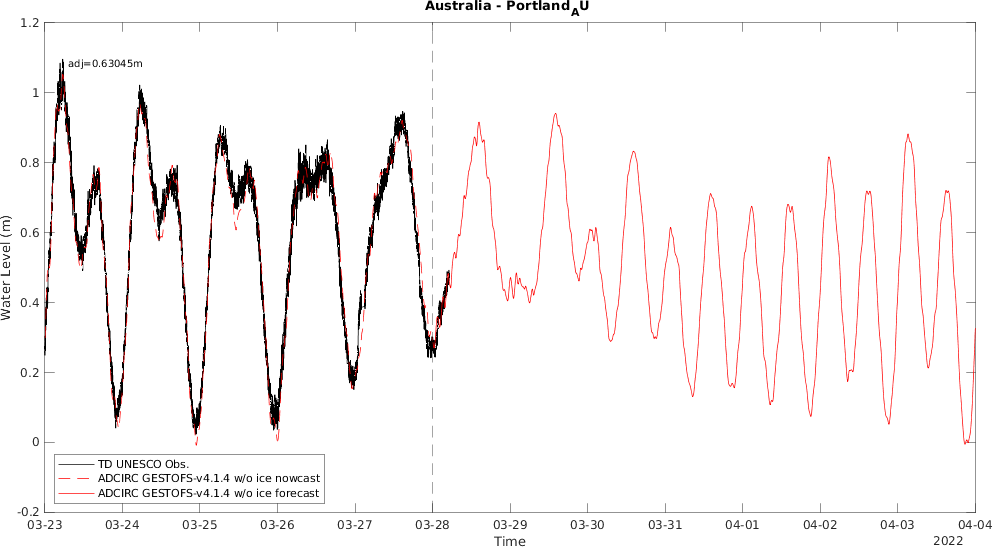 Australia - Portland_AU
adj=0.63045m
1.2
1
0.8
0.6
0.4
0.2
0
-0.2
Water Level (m)
TD UNESCO Obs.
ADCIRC GESTOFS-v4.1.4 w/o ice nowcast
ADCIRC GESTOFS-v4.1.4 w/o ice forecast
03-23 03-24 03-25 03-26 03-27 03-28 03-29 03-30 03-31 04-01 04-02 04-03 04-04
Time
2022